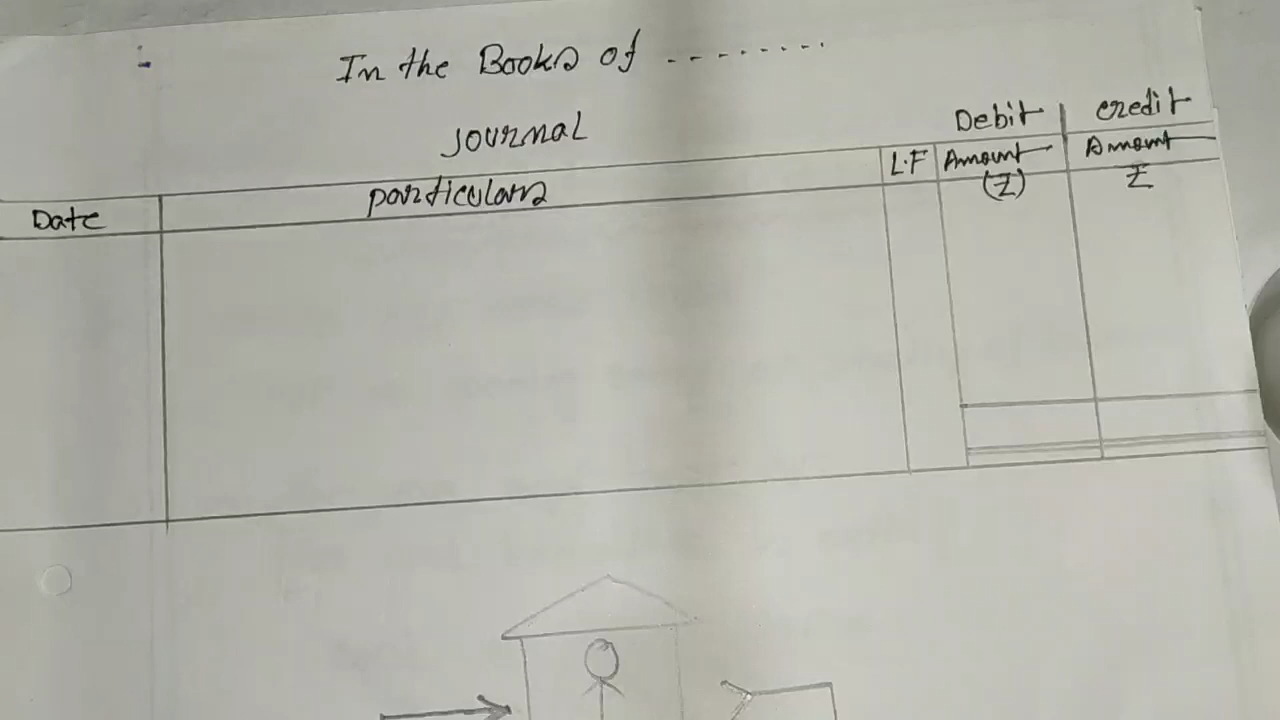 In the Books of ........
Journal
Date Particulars L.F Debit Amount (₹) Credit Amount ₹